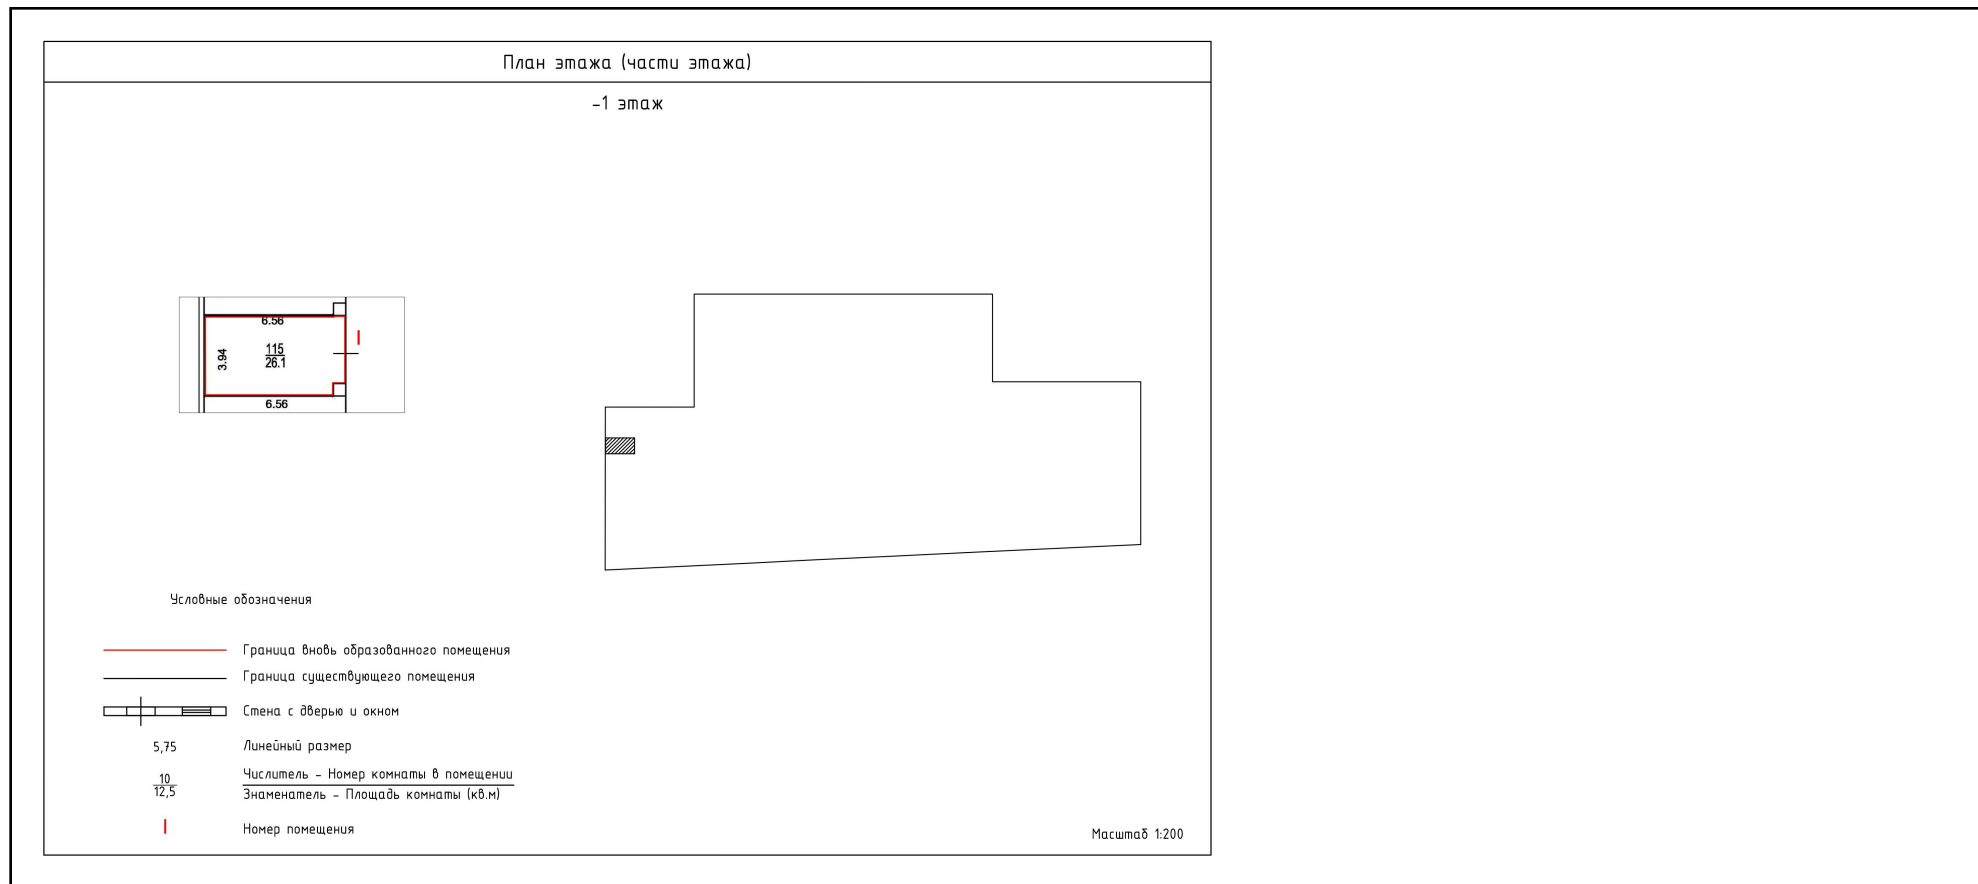 План этажа (части этажа)
-1 этаж
6.56
I
3.94
115
26.1
6.56
Условные обозначения
Граница вновь образованного помещения
Граница существующего помещения
Стена с дверью и окном
5,75 Линейный размер
10 Числитель - Номер комнаты в помещении
12,5 Знаменатель - Площадь комнаты (кв.м)
I Номер помещения
Масштаб 1:200